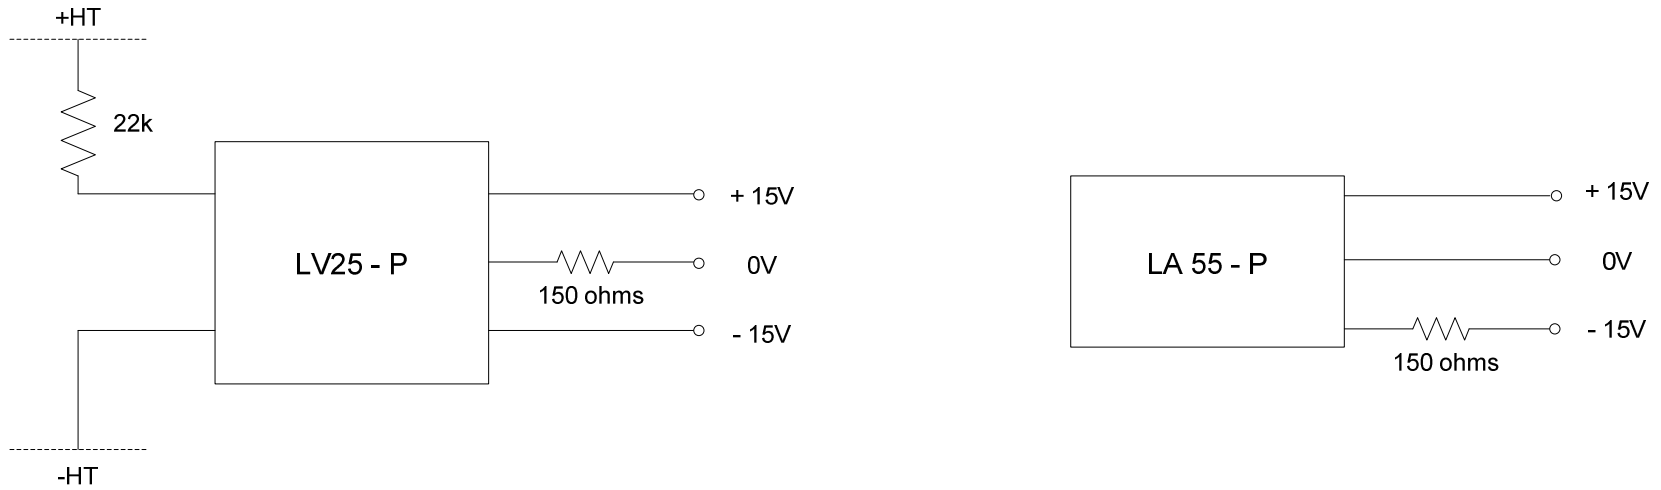 +HT
22k
LV25 - P
+ 15V
0V
150 ohms
- 15V
-HT
LA 55 - P
+ 15V
0V
- 15V
150 ohms